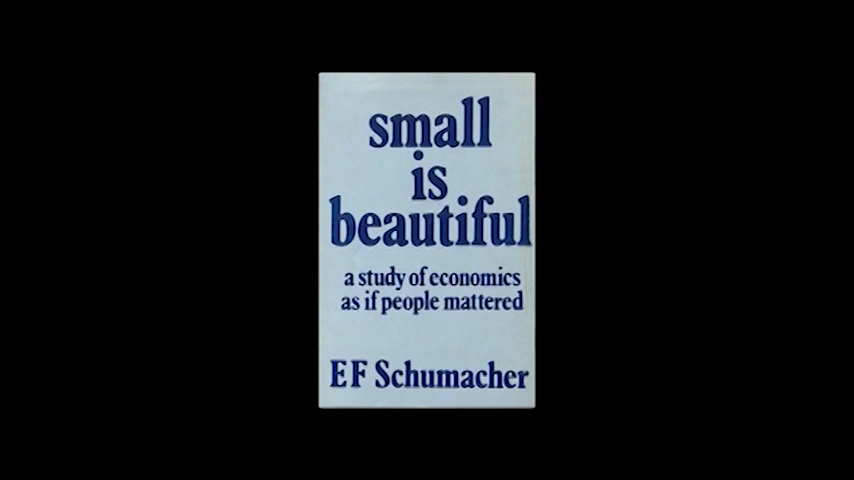 small
is
beautiful
a study of economics
as if people mattered
EF Schumacher